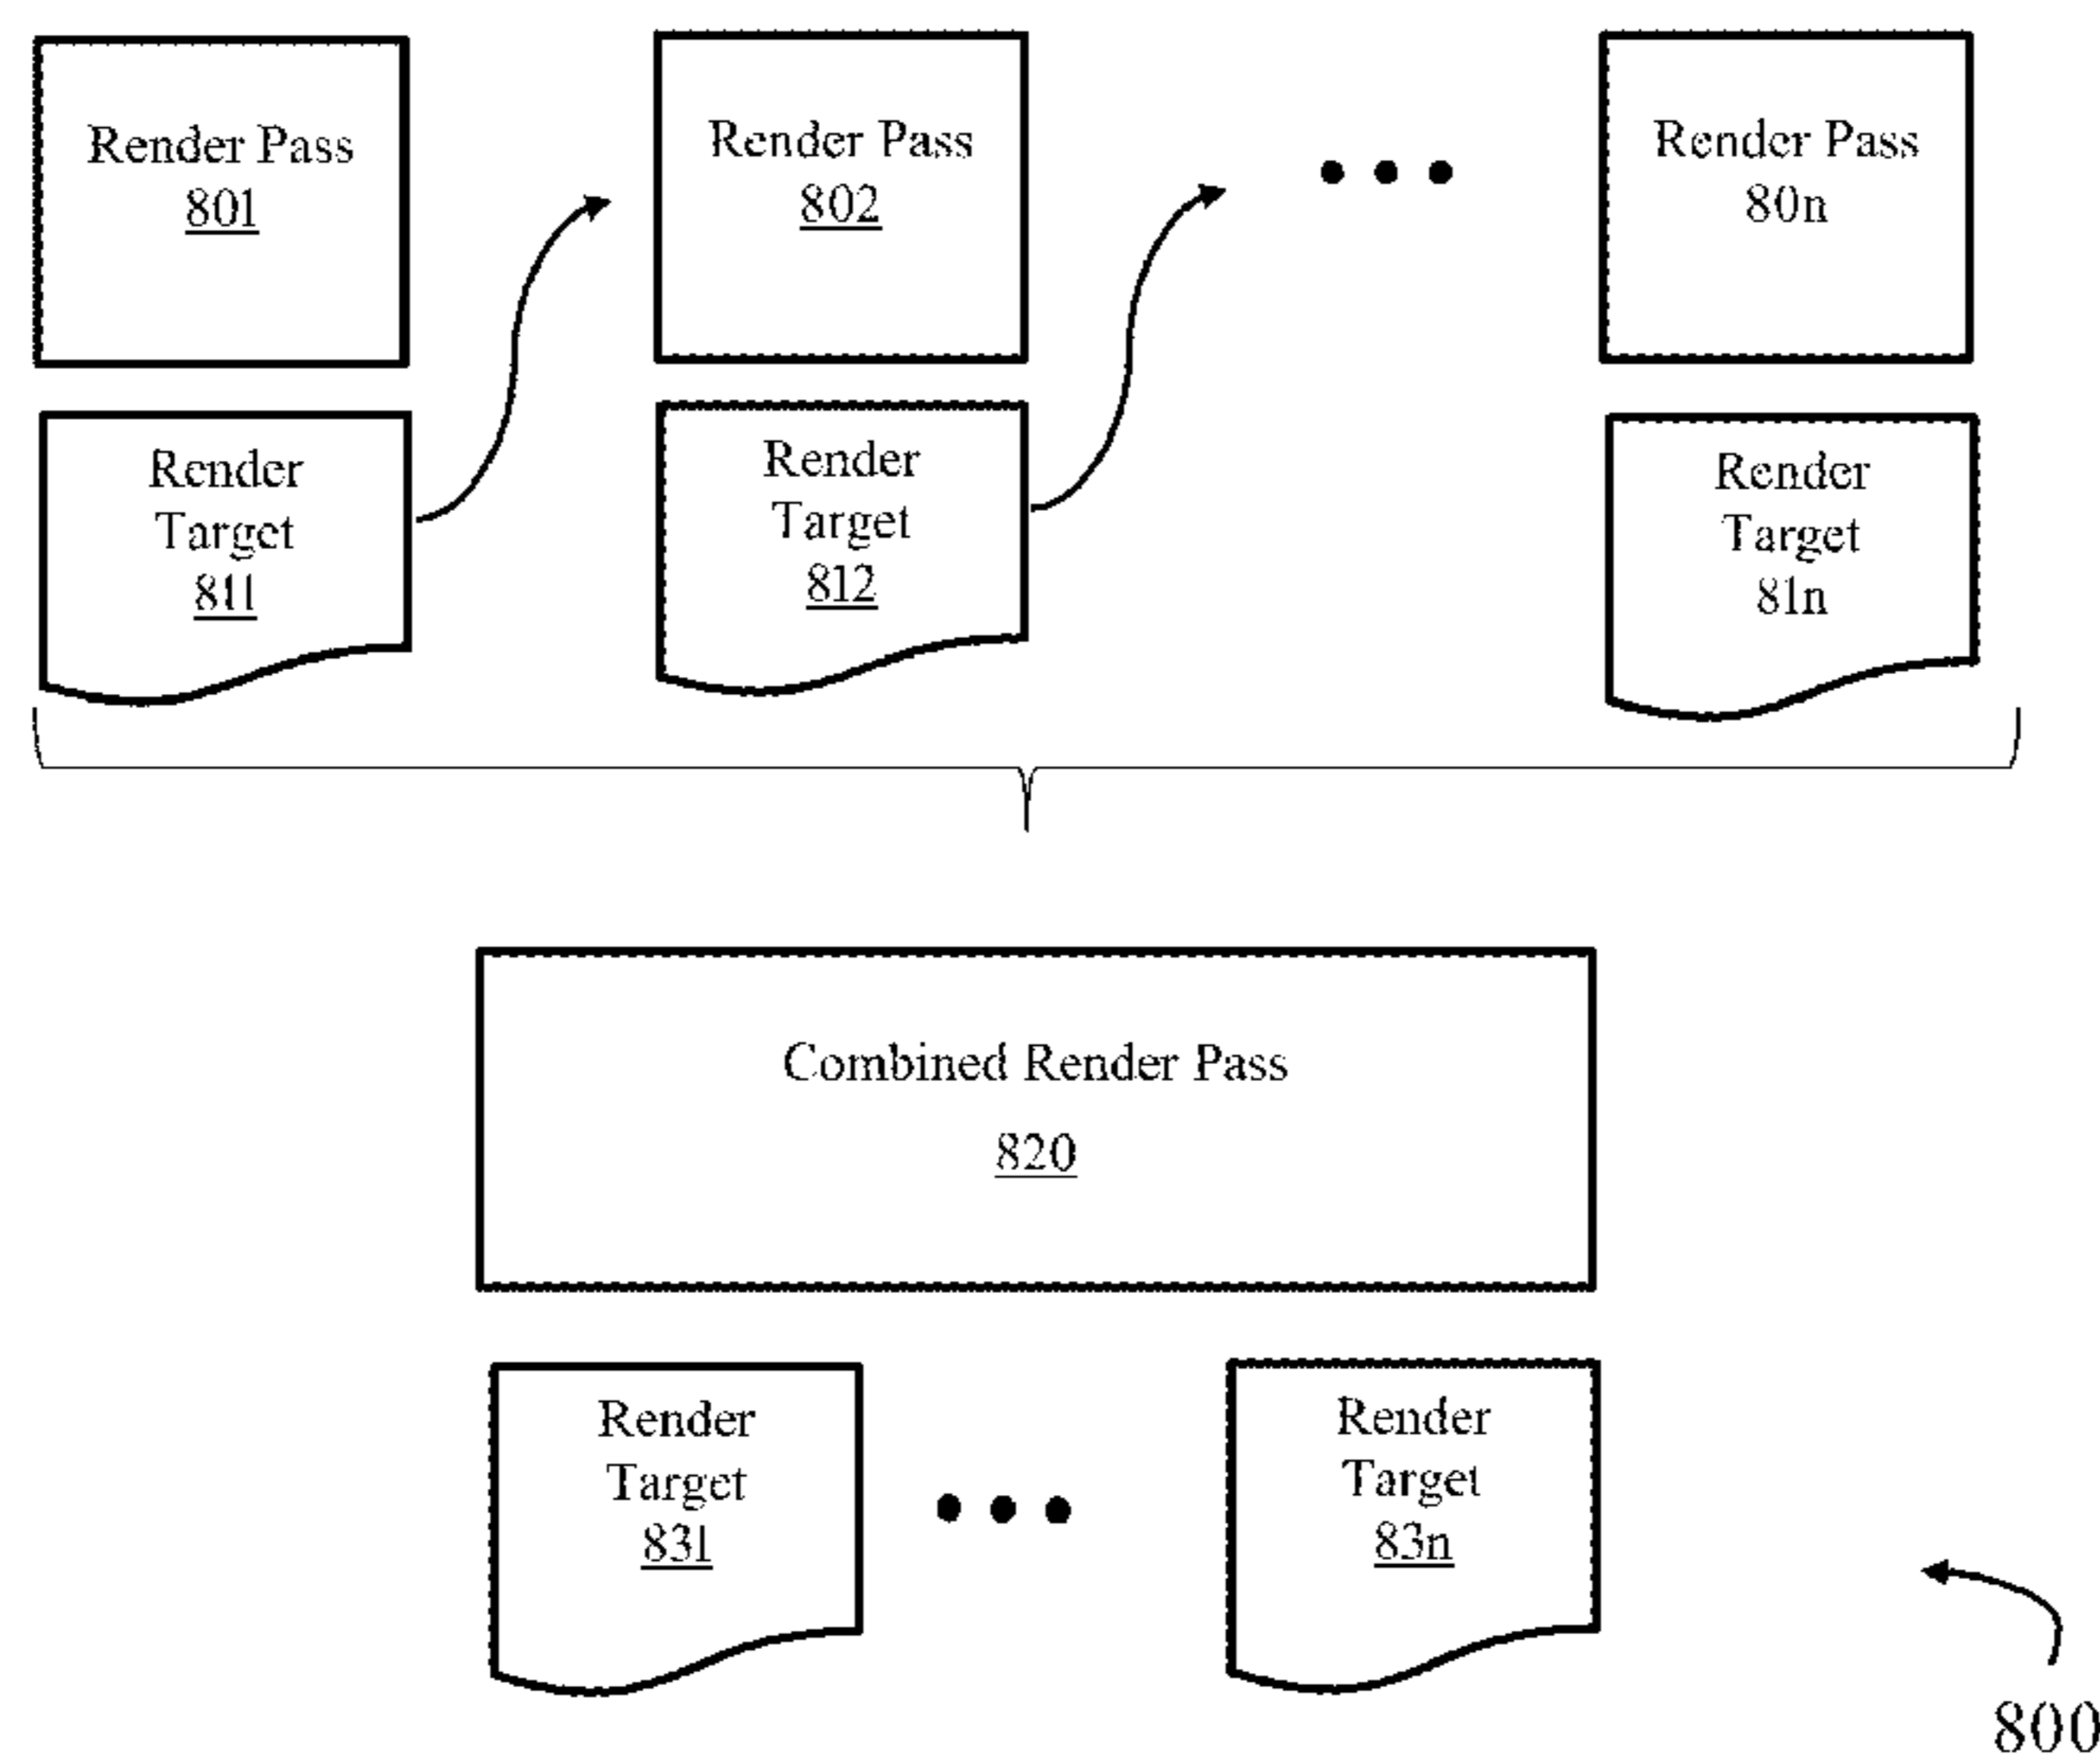 Render Pass
801
Render Pass
802
Render Pass
80n
Render
Target
811
Render
Target
812
Render
Target
81n
Combined Render Pass
820
Render
Target
831
Render
Target
83n
800